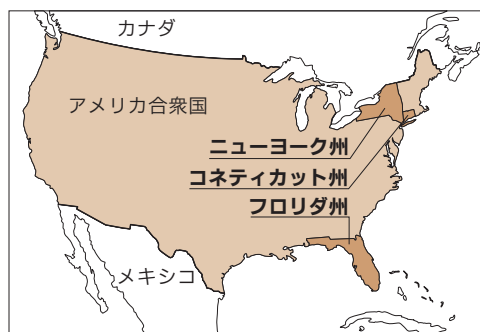 カナダ
アメリカ合衆国
ニューヨーク州
コネティカット州
フロリダ州
メキシコ